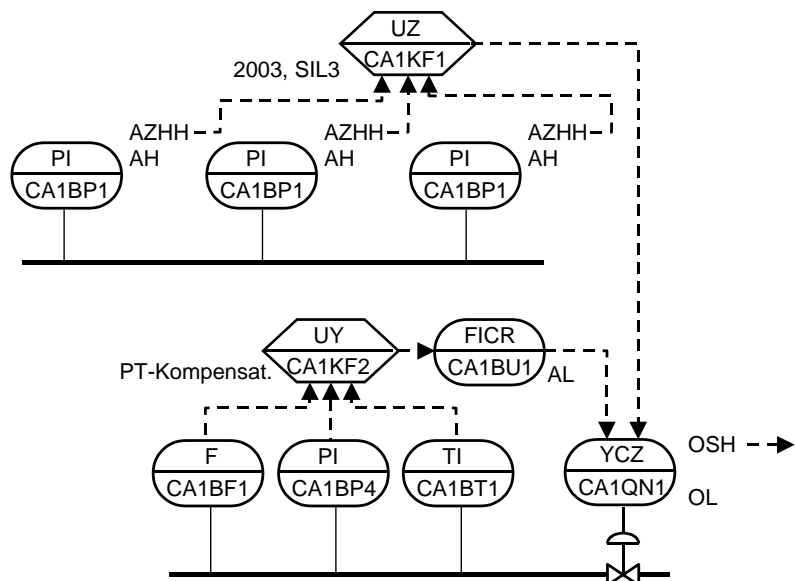 UZ
CA1KF1
2003, SIL3
AZHH
AH
AZHH
AH
AZHH
AH
PI
CA1BP1
PI
CA1BP1
PI
CA1BP1
UY
CA1KF2
PT-Kompensat.
FICR
CA1BU1
AL
F
CA1BF1
PI
CA1BP4
TI
CA1BT1
YCZ
CA1QN1
OSH
OL